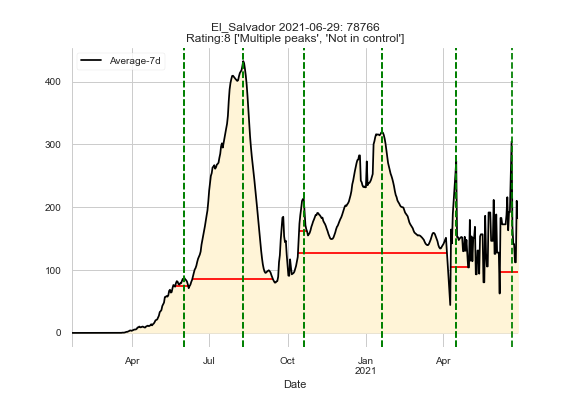 El_Salvador 2021-06-29: 78766
Rating:8 ['Multiple peaks', 'Not in control']
Average-7d
400
300
200
100
0
Apr
Jul
Oct
Jan
2021
Apr
Date